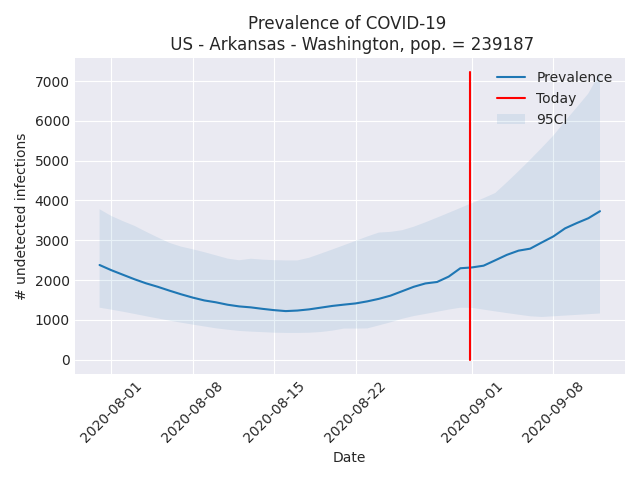 Prevalence of COVID-19
US - Arkansas - Washington, pop. = 239187
# undetected infections
7000
6000
5000
4000
3000
2000
1000
0
Prevalence
Today
95CI
2020-08-01
2020-08-08
2020-08-15
2020-08-22
2020-09-01
2020-09-08
Date